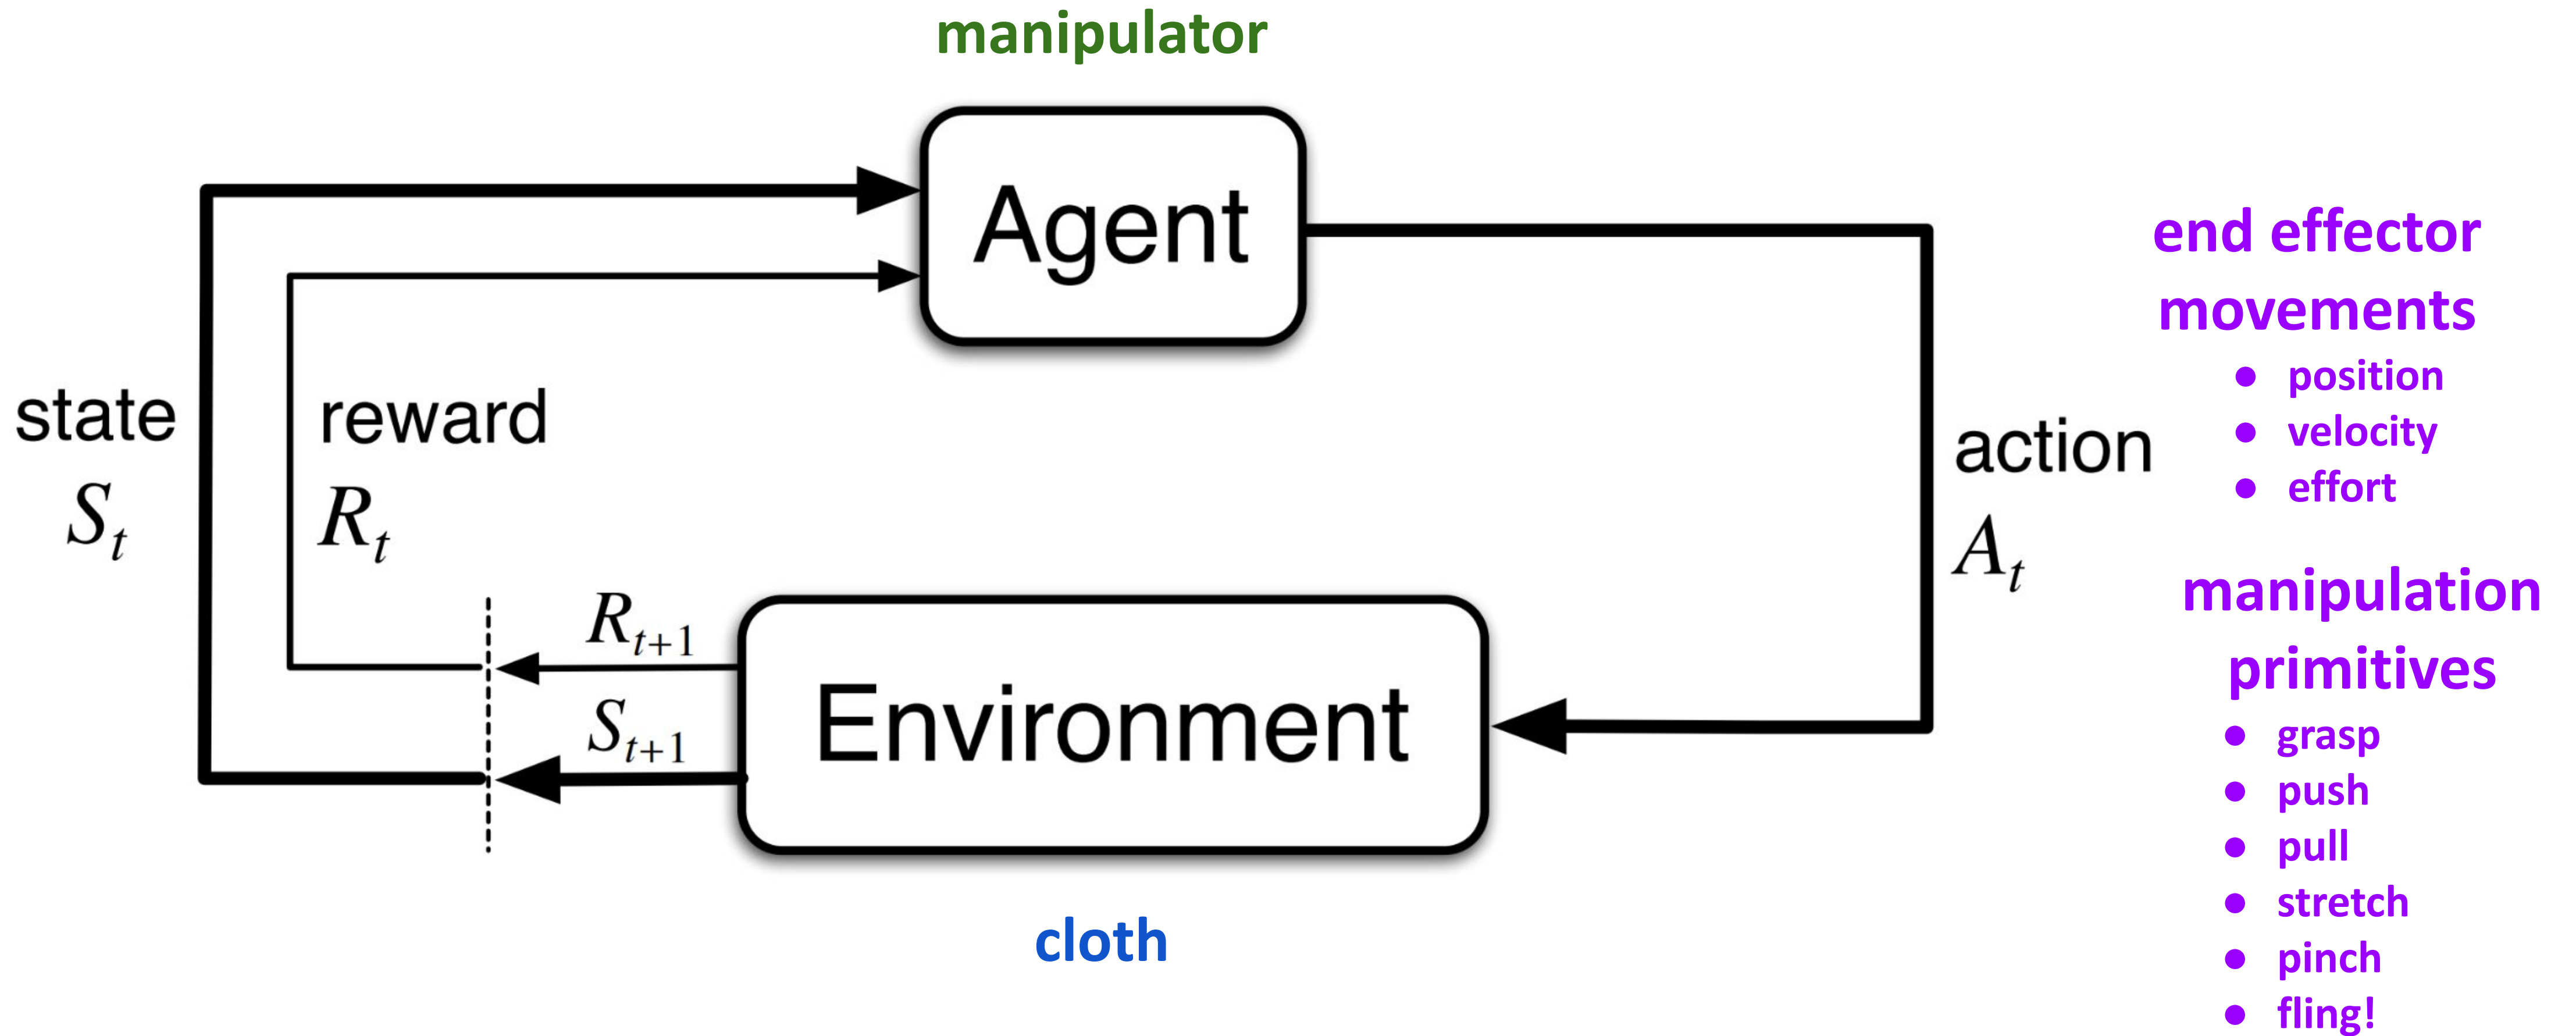 manipulator
Agent
state
S_t
reward
R_t
action
A_t
R_{t+1}
S_{t+1}
Environment
cloth
end effector
movements
● position
● velocity
● effort
manipulation
primitives
● grasp
● push
● pull
● stretch
● pinch
● fling!